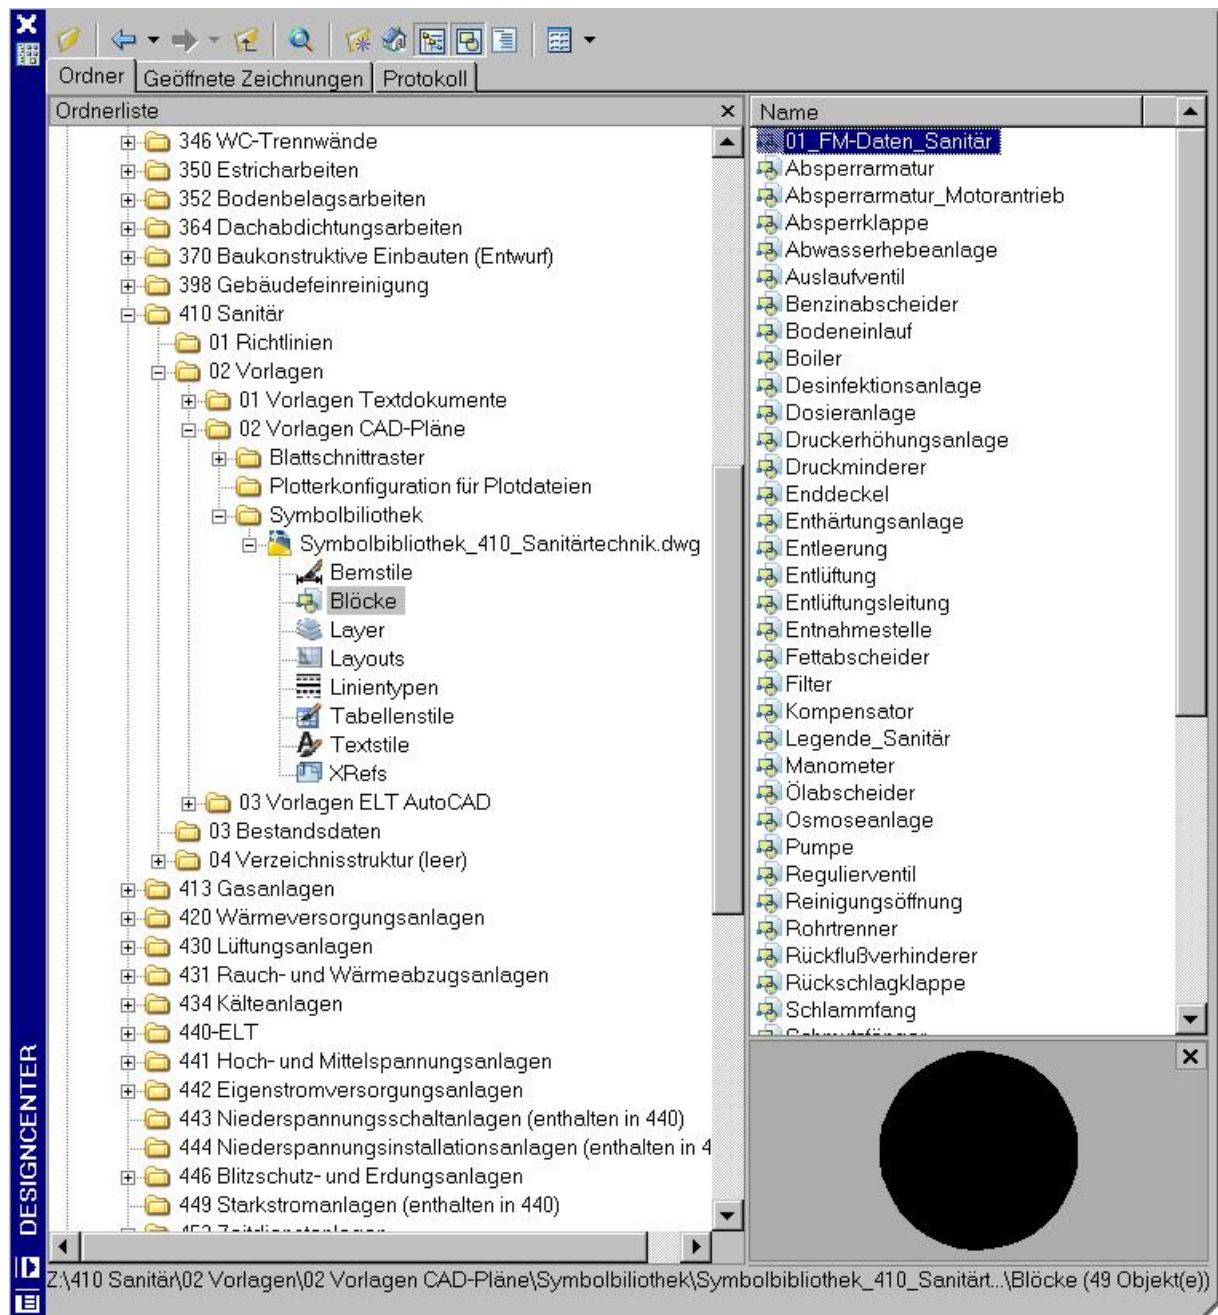 Ordner Geöffnete Zeichnungen Protokoll
Ordnerliste
346 WC-Trennwände
350 Estricharbeiten
352 Bodenbelagsarbeiten
364 Dachabdichtungsarbeiten
370 Baukonstruktive Einbauten (Entwurf)
398 Gebäudefeinreinigung
410 Sanitär
01 Richtlinien
02 Vorlagen
01 Vorlagen Textdokumente
02 Vorlagen CAD-Pläne
Blattschnittraster
Plotterkonfiguration für Plotdateien
Symbolbiliothek
Symbolbibliothek_410_Sanitärtechnik.dwg
Bemstile
Blöcke
Layer
Layouts
Linientypen
Tabellenstile
Textstile
XRefs
03 Vorlagen ELT AutoCAD
03 Bestandsdaten
04 Verzeichnisstruktur (leer)
413 Gasanlagen
420 Wärmeversorgungsanlagen
430 Lüftungsanlagen
431 Rauch- und Wärmeabzugsanlagen
434 Kälteanlagen
440-ELT
441 Hoch- und Mittelspannungsanlagen
442 Eigenstromversorgungsanlagen
443 Niederspannungsschaltanlagen (enthalten in 440)
444 Niederspannungsinstallationsanlagen (enthalten in 4
446 Blitzschutz- und Erdungsanlagen
449 Starkstromanlagen (enthalten in 440)
Name
01_FM-Daten_Sanitär
Absperrarmatur
Absperrarmatur_Motorantrieb
Absperrklappe
Abwasserhebeanlage
Auslaufventil
Benzinabscheider
Bodeneinlauf
Boiler
Desinfektionsanlage
Dosieranlage
Druckerhöhungsanlage
Druckminderer
Enddeckel
Enthärtungsanlage
Entleerung
Entlüftung
Entlüftungsleitung
Entnahmestelle
Fettabscheider
Filter
Kompensator
Legende_Sanitär
Manometer
Ölabscheider
Osmoseanlage
Pumpe
Regulierventil
Reinigungsöffnung
Rohrtrenner
Rückflußverhinderer
Rückschlagklappe
Schlammfang
DESIGNCENTER
Z:\410 Sanitär\02 Vorlagen\02 Vorlagen CAD-Pläne\Symbolbiliothek\Symbolbibliothek_410_Sanitärt...\Blöcke (49 Objekt(e))